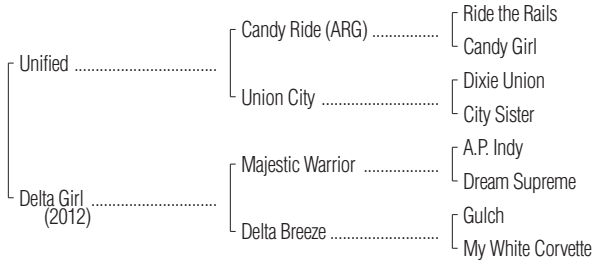 Ride the Rails
Candy Ride (ARG) ................
Candy Girl
Unified ..................................
Dixie Union
Union City ............................
City Sister
A.P. Indy
Majestic Warrior ..................
Dream Supreme
Delta Girl ..............................
(2012)
Gulch
Delta Breeze ..........................
My White Corvette